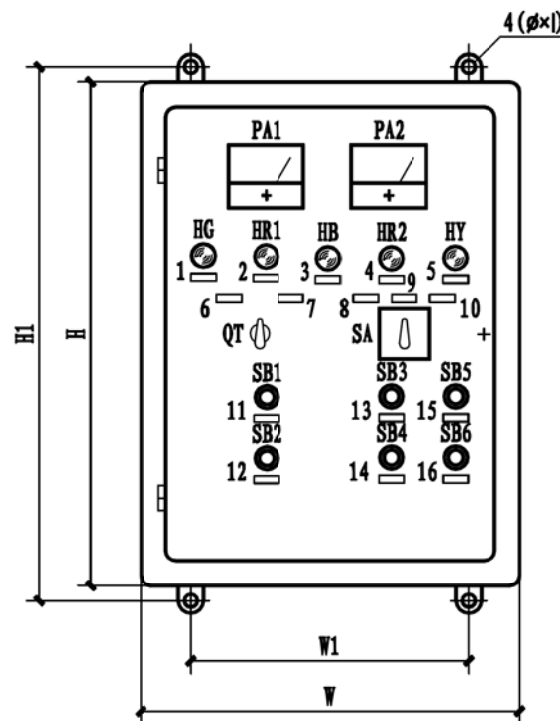 4(ø×l)
PA1 PA2
HG HR1 HB HR2 HY
1 2 3 4 5
6 7 8 9 10
QT SA
SB1 SB3 SB5
11 13 15
SB2 SB4 SB6
12 14 16
H1 H
W1
W